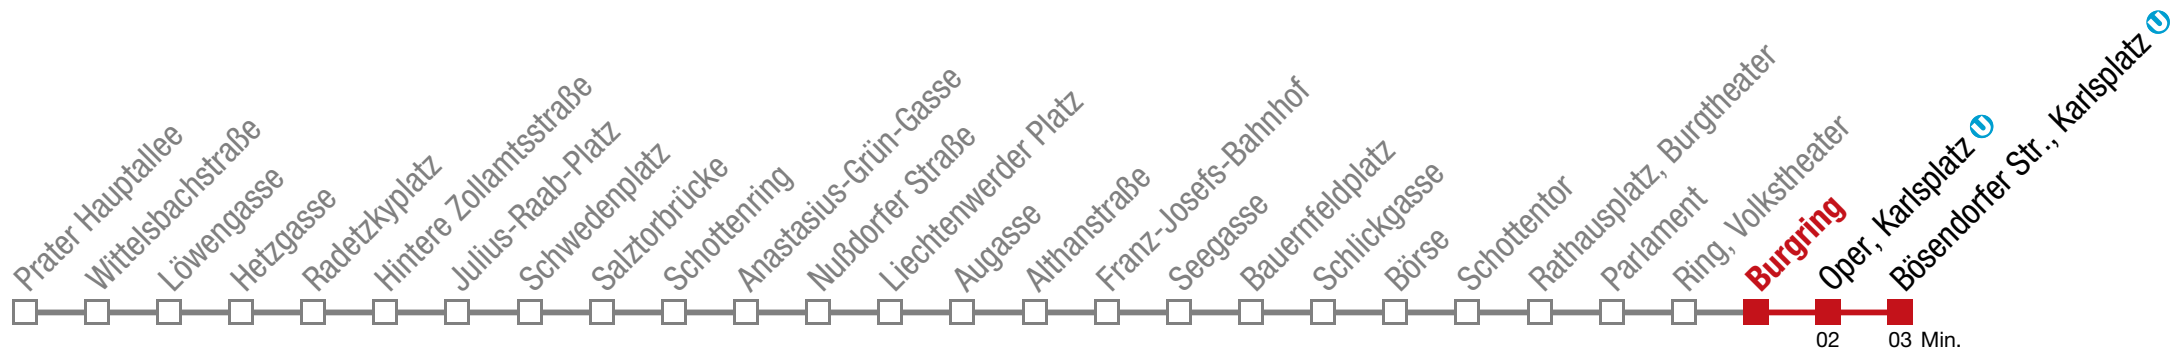 Prater Hauptallee
Wittelsbachstraße
Löwengasse
Hetzgasse
Radetzkyplatz
Hintere Zollamtsstraße
Julius-Raab-Platz
Schwedenplatz
Salztorbrücke
Schottenring
Anastasius-Grün-Gasse
Nußdorfer Straße
Liechtenwerder Platz
Augasse
Althanstraße
Franz-Josefs-Bahnhof
Seegasse
Bauernfeldplatz
Schlickgasse
Börse
Schottentor
Rathausplatz, Burgtheater
Parlament
Ring, Volkstheater
Burgring
Oper, Karlsplatz U
Bösendorfer Str., Karlsplatz U
02 03 Min.